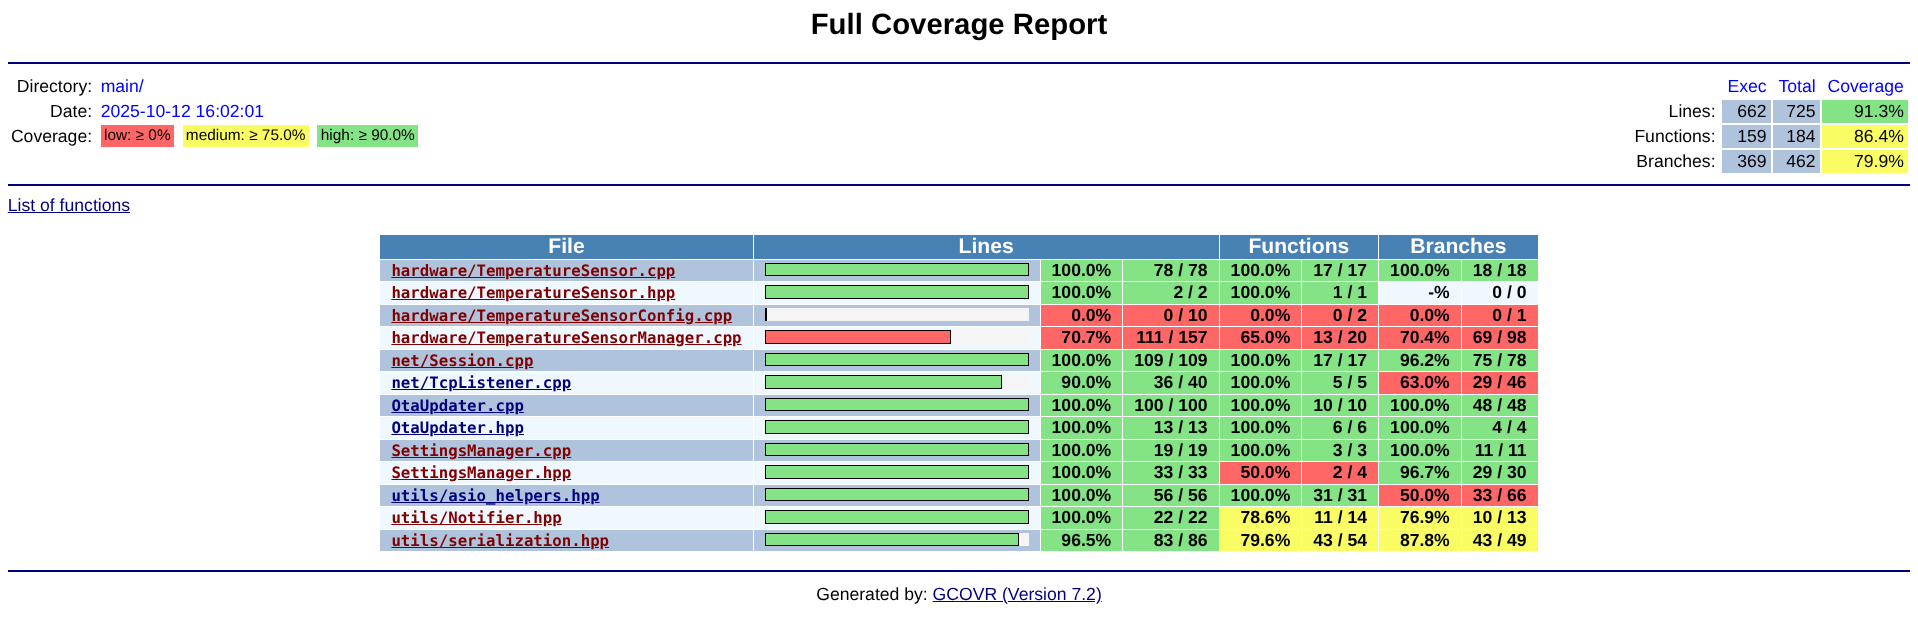 Full Coverage Report
Directory: main/
Date: 2025-10-12 16:02:01
Coverage: low: ≥ 0% medium: ≥ 75.0% high: ≥ 90.0%
Exec Total Coverage
Lines: 662 725 91.3%
Functions: 159 184 86.4%
Branches: 369 462 79.9%
List of functions
File Lines Functions Branches
hardware/TemperatureSensor.cpp 100.0% 78 / 78 100.0% 17 / 17 100.0% 18 / 18
hardware/TemperatureSensor.hpp 100.0% 2 / 2 100.0% 1 / 1 -% 0 / 0
hardware/TemperatureSensorConfig.cpp 0.0% 0 / 10 0.0% 0 / 2 0.0% 0 / 1
hardware/TemperatureSensorManager.cpp 70.7% 111 / 157 65.0% 13 / 20 70.4% 69 / 98
net/Session.cpp 100.0% 109 / 109 100.0% 17 / 17 96.2% 75 / 78
net/TcpListener.cpp 90.0% 36 / 40 100.0% 5 / 5 63.0% 29 / 46
OtaUpdater.cpp 100.0% 100 / 100 100.0% 10 / 10 100.0% 48 / 48
OtaUpdater.hpp 100.0% 13 / 13 100.0% 6 / 6 100.0% 4 / 4
SettingsManager.cpp 100.0% 19 / 19 100.0% 3 / 3 100.0% 11 / 11
SettingsManager.hpp 100.0% 33 / 33 50.0% 2 / 4 96.7% 29 / 30
utils/asio_helpers.hpp 100.0% 56 / 56 100.0% 31 / 31 50.0% 33 / 66
utils/Notifier.hpp 100.0% 22 / 22 78.6% 11 / 14 76.9% 10 / 13
utils/serialization.hpp 96.5% 83 / 86 79.6% 43 / 54 87.8% 43 / 49
Generated by: GCOVR (Version 7.2)